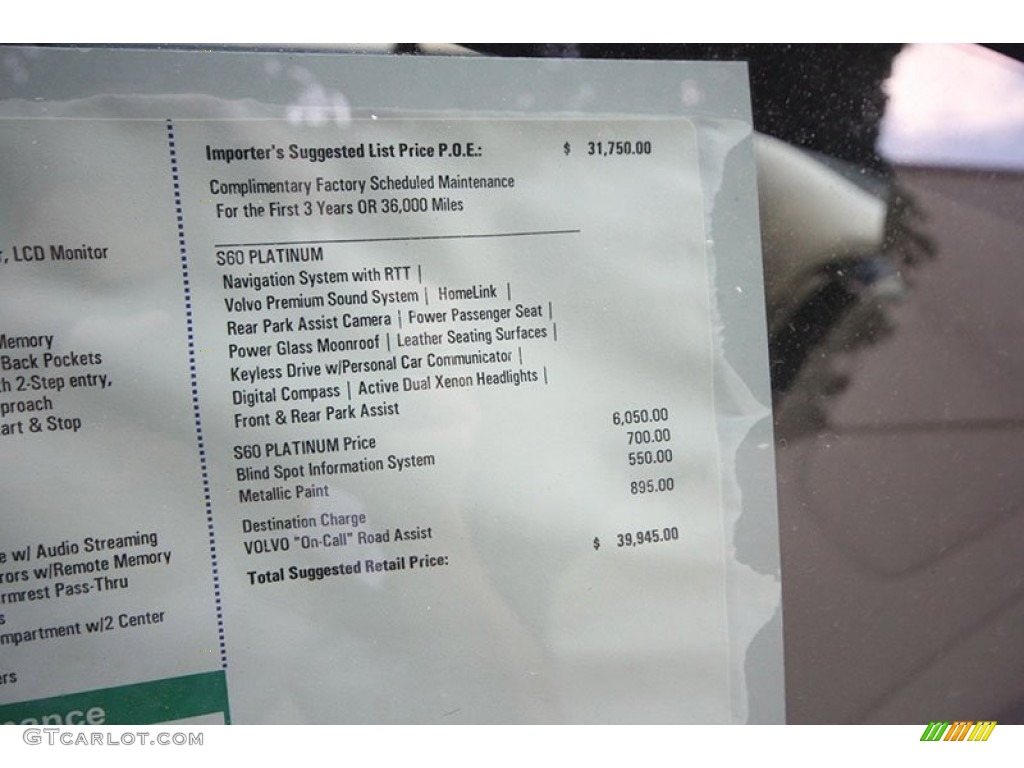 Importer's Suggested List Price P.O.E.: $ 31,750.00
Complimentary Factory Scheduled Maintenance
For the First 3 Years OR 36,000 Miles
S60 PLATINUM
Navigation System with RTT |
Volvo Premium Sound System | HomeLink |
Rear Park Assist Camera | Power Passenger Seat |
Power Glass Moonroof | Leather Seating Surfaces |
Keyless Drive w/Personal Car Communicator |
Digital Compass | Active Dual Xenon Headlights |
Front & Rear Park Assist
S60 PLATINUM Price 6,050.00
Blind Spot Information System 700.00
Metallic Paint 550.00
Destination Charge 895.00
VOLVO "On-Call" Road Assist
Total Suggested Retail Price: $ 39,945.00
, LCD Monitor
Memory
Back Pockets
h 2-Step entry,
proach
art & Stop
e w/ Audio Streaming
rors w/Remote Memory
rmrest Pass-Thru
s
mpartment w/2 Center
ers
ance
GTCARLOT.COM